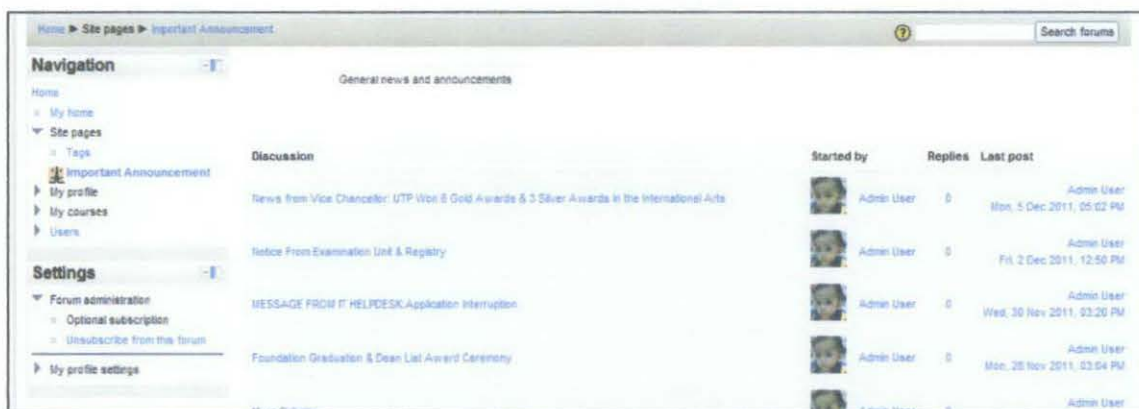 Home ► Site pages ► Important Announcement
Search forums
Navigation
Home
My home
Site pages
Tags
Important Announcement
My profile
My courses
Users
Settings
Forum administration
Optional subscription
Unsubscribe from this forum
My profile settings
General news and announcements
Discussion Started by Replies Last post
News from Vice Chancellor: UTP Won 6 Gold Awards & 3 Silver Awards in the International Arts Admin User 0 Admin User
Mon, 5 Dec 2011, 05:02 PM
Notice From Examination Unit & Registry Admin User 0 Admin User
Fri, 2 Dec 2011, 12:50 PM
MESSAGE FROM IT HELPDESK:Application Interruption Admin User 0 Admin User
Wed, 30 Nov 2011, 03:20 PM
Foundation Graduation & Dean List Award Ceremony Admin User 0 Admin User
Mon, 28 Nov 2011, 03:04 PM
Admin User